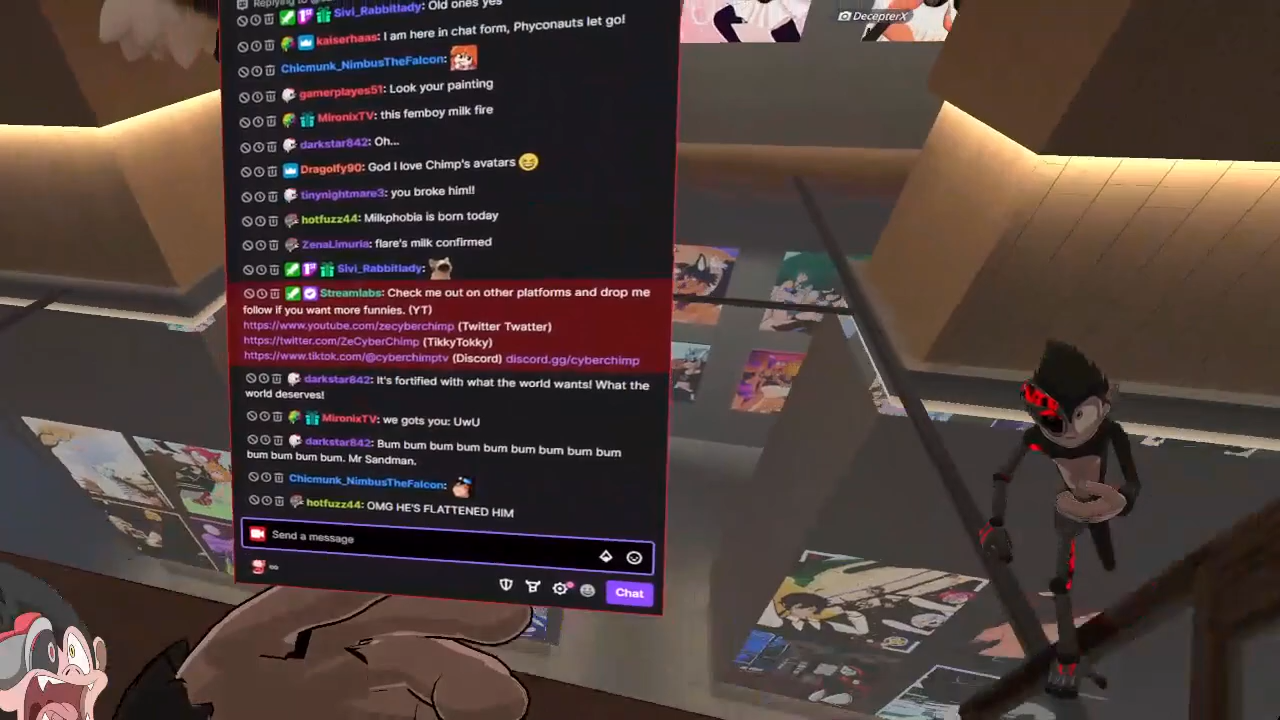 Replying to
Sivi_Rabbitlady: Old ones yes
DecepterX
kaiserhaas: I am here in chat form, Phyconauts let go!
Chicmunk_NimbusTheFalcon:
gamerplayes51: Look your painting
MironixTV: this femboy milk fire
darkstar842: Oh...
Dragolfy90: God I love Chimp's avatars
tinynightmare3: you broke him!!
hotfuzz44: Milkphobia is born today
ZenaLimuria: flare's milk confirmed
Sivi_Rabbitlady:
Streamlabs: Check me out on other platforms and drop me
follow if you want more funnies. (YT)
https://www.youtube.com/zecyberchimp (Twitter Twatter)
https://twitter.com/ZeCyberChimp (TikkyTokky)
https://www.tiktok.com/@cyberchimptv (Discord) discord.gg/cyberchimp
darkstar842: It's fortified with what the world wants! What the
world deserves!
MironixTV: we gots you: UwU
darkstar842: Bum bum bum bum bum bum bum bum bum
bum bum bum bum. Mr Sandman.
Chicmunk_NimbusTheFalcon:
hotfuzz44: OMG HE'S FLATTENED HIM
Send a message
∞
Chat